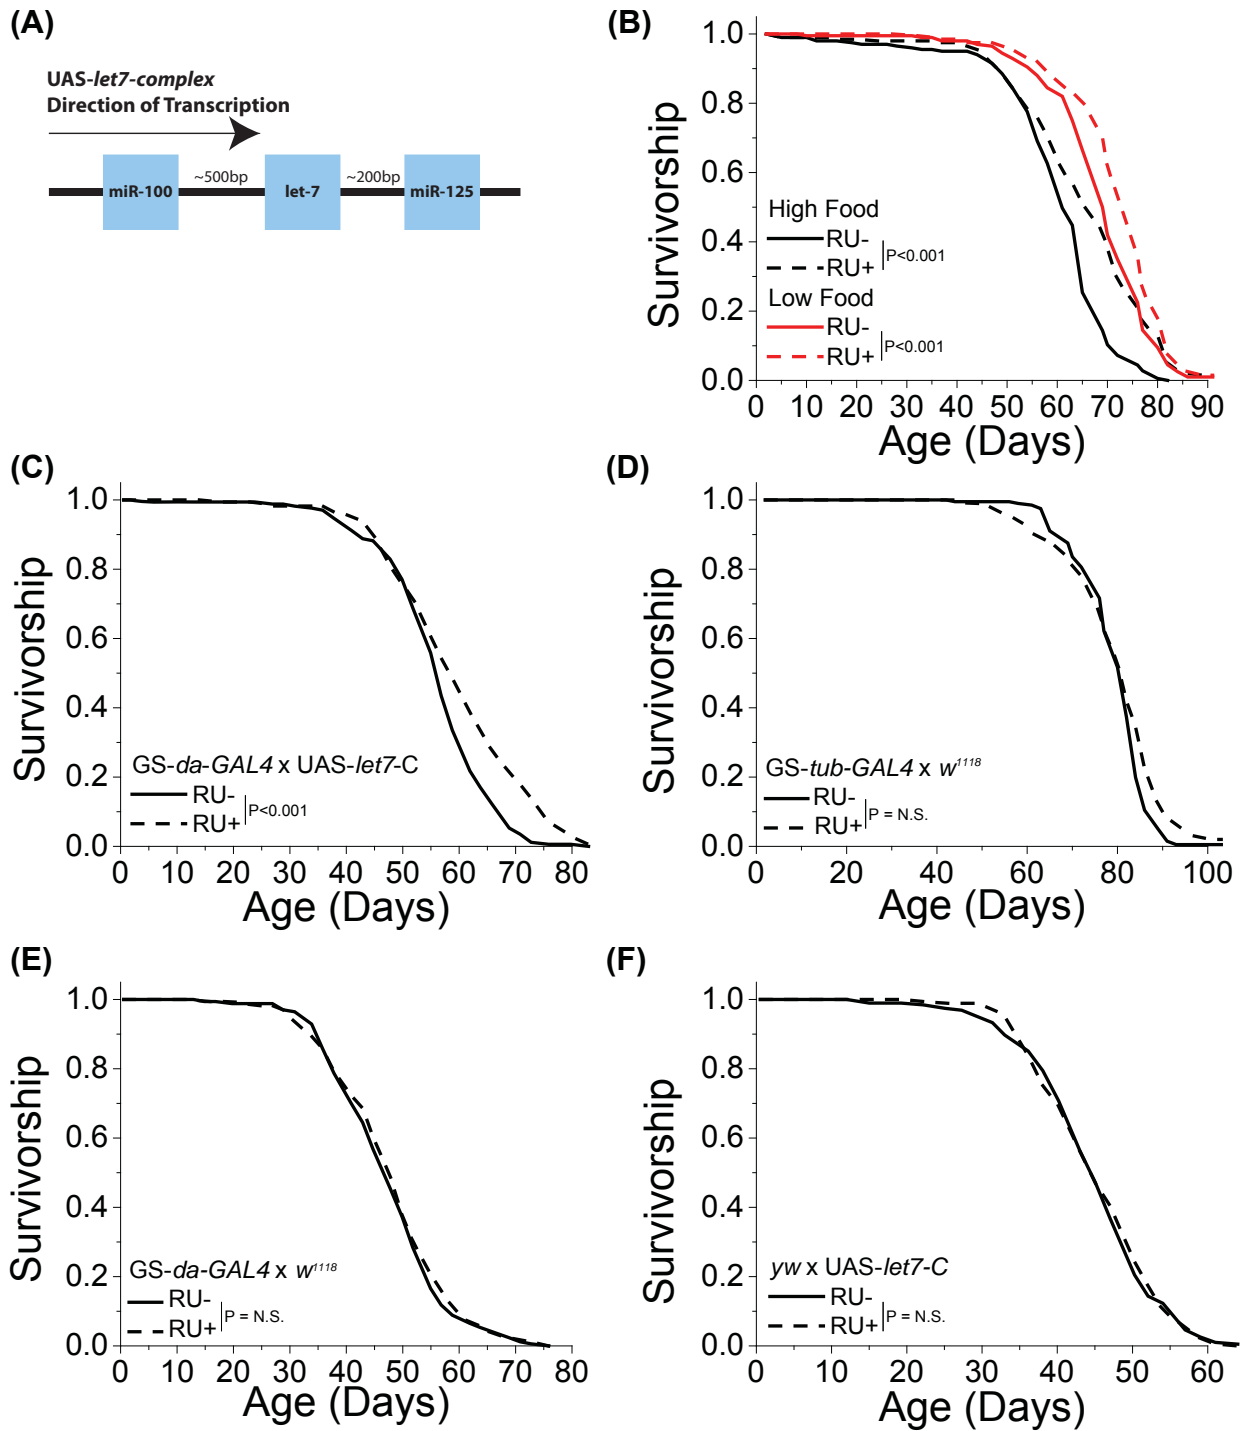 (A)
UAS-let7-complex
Direction of Transcription
miR-100
~500bp
let-7
~200bp
miR-125
(B)
Survivorship
1.0
0.8
0.6
0.4
0.2
0.0
High Food
RU-
RU+
P<0.001
Low Food
RU-
RU+
P<0.001
0 10 20 30 40 50 60 70 80 90
Age (Days)
(C)
Survivorship
1.0
0.8
0.6
0.4
0.2
0.0
GS-da-GAL4 x UAS-let7-C
RU-
RU+
P<0.001
0 10 20 30 40 50 60 70 80
Age (Days)
(D)
Survivorship
1.0
0.8
0.6
0.4
0.2
0.0
GS-tub-GAL4 x w1118
RU-
RU+
P = N.S.
0 20 40 60 80 100
Age (Days)
(E)
Survivorship
1.0
0.8
0.6
0.4
0.2
0.0
GS-da-GAL4 x w1118
RU-
RU+
P = N.S.
0 10 20 30 40 50 60 70 80
Age (Days)
(F)
Survivorship
1.0
0.8
0.6
0.4
0.2
0.0
yw x UAS-let7-C
RU-
RU+
P = N.S.
0 10 20 30 40 50 60
Age (Days)